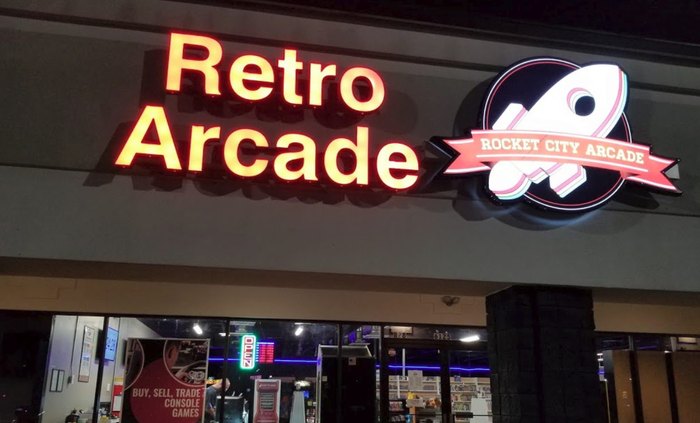 Retro
Arcade
ROCKET CITY ARCADE
OPEN
BUY, SELL, TRADE
CONSOLE
GAMES